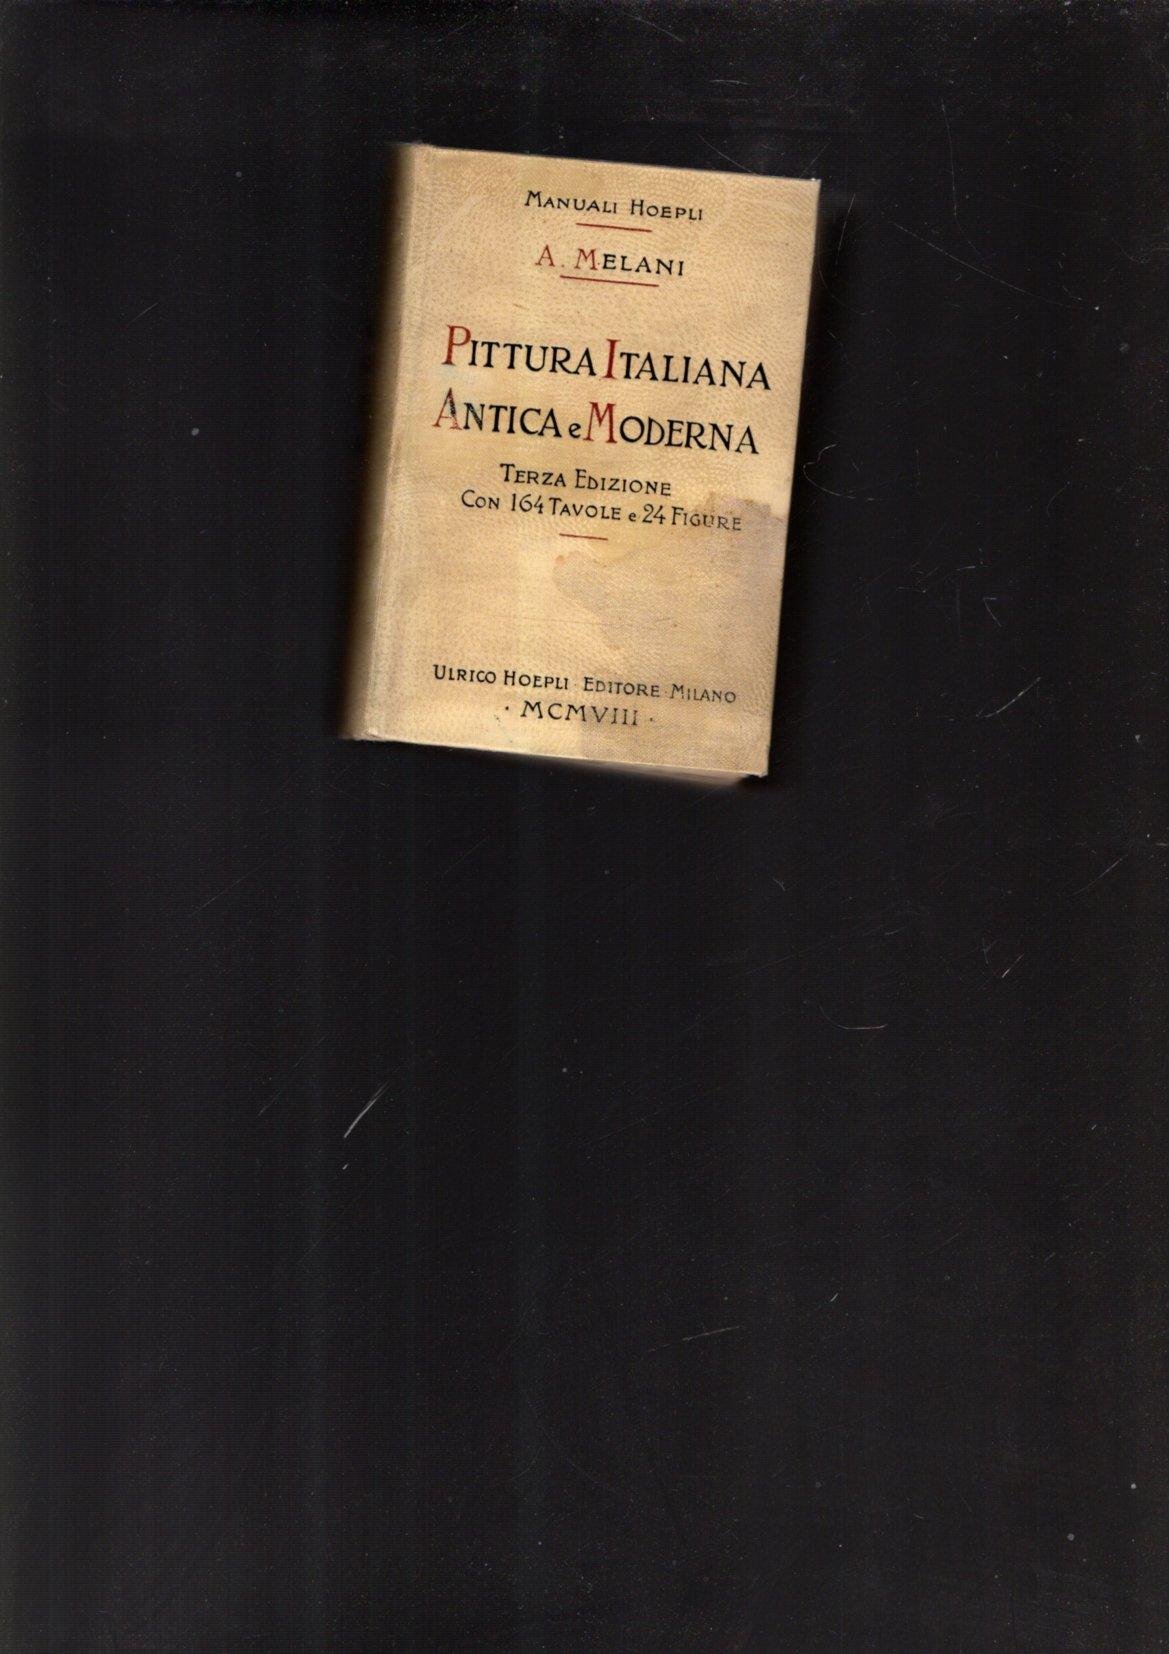 MANUALI HOEPLI
A. MELANI
PITTURA ITALIANA
ANTICA e MODERNA
TERZA EDIZIONE
CON 164 TAVOLE e 24 FIGURE
ULRICO HOEPLI · EDITORE · MILANO
· MCMVIII ·